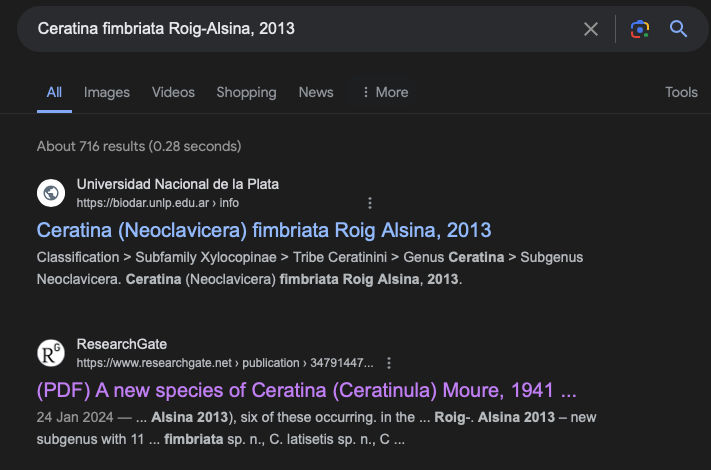 Ceratina fimbriata Roig-Alsina, 2013
All Images Videos Shopping News More Tools
About 716 results (0.28 seconds)
Universidad Nacional de la Plata
https://biodar.unlp.edu.ar › info
Ceratina (Neoclavicera) fimbriata Roig Alsina, 2013
Classification > Subfamily Xylocopinae > Tribe Ceratinini > Genus Ceratina > Subgenus
Neoclavicera. Ceratina (Neoclavicera) fimbriata Roig Alsina, 2013.
RG
ResearchGate
https://www.researchgate.net › publication › 34791447...
(PDF) A new species of Ceratina (Ceratinula) Moure, 1941 ...
24 Jan 2024 — ... Alsina 2013), six of these occurring. in the ... Roig-. Alsina 2013 – new
subgenus with 11 ... fimbriata sp. n., C. latisetis sp. n., C ...